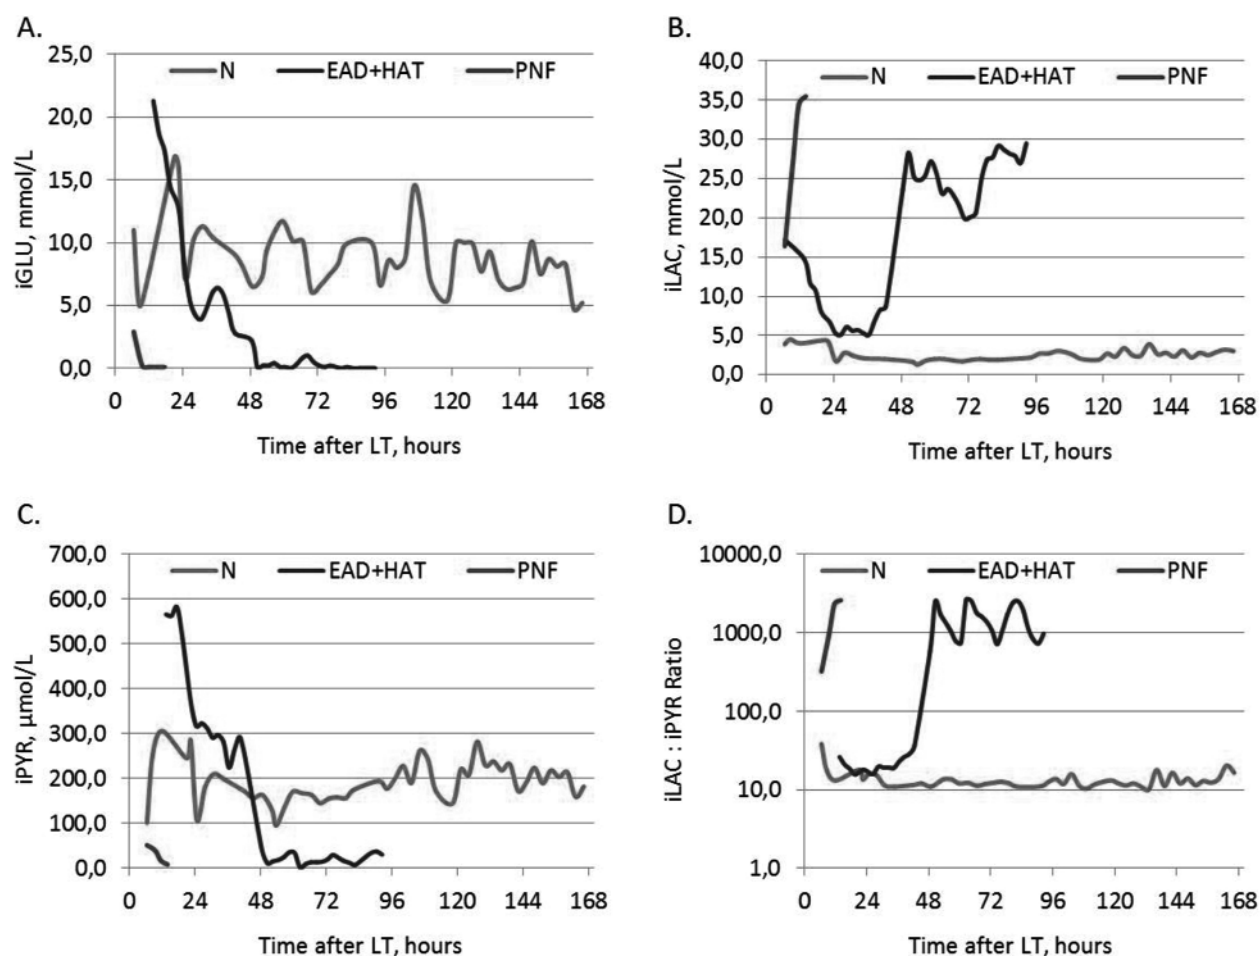 A.
25,0
N EAD+HAT PNF
20,0
15,0
10,0
5,0
0,0
iGLU, mmol/L
0 24 48 72 96 120 144 168
Time after LT, hours
B.
40,0
N EAD+HAT PNF
35,0
30,0
25,0
20,0
15,0
10,0
5,0
0,0
iLAC, mmol/L
0 24 48 72 96 120 144 168
Time after LT, hours
C.
700,0
N EAD+HAT PNF
600,0
500,0
400,0
300,0
200,0
100,0
0,0
iPYR, µmol/L
0 24 48 72 96 120 144 168
Time after LT, hours
D.
10000,0
N EAD+HAT PNF
1000,0
100,0
10,0
1,0
iLAC : iPYR Ratio
0 24 48 72 96 120 144 168
Time after LT, hours